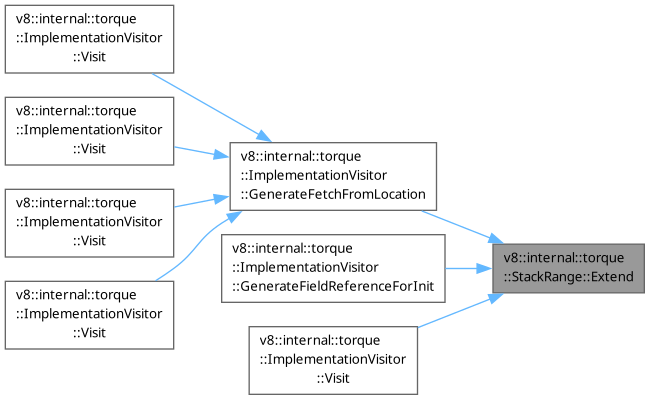 v8::internal::torque
::ImplementationVisitor
::Visit
v8::internal::torque
::ImplementationVisitor
::Visit
v8::internal::torque
::ImplementationVisitor
::Visit
v8::internal::torque
::ImplementationVisitor
::Visit
v8::internal::torque
::ImplementationVisitor
::GenerateFetchFromLocation
v8::internal::torque
::ImplementationVisitor
::GenerateFieldReferenceForInit
v8::internal::torque
::ImplementationVisitor
::Visit
v8::internal::torque
::StackRange::Extend